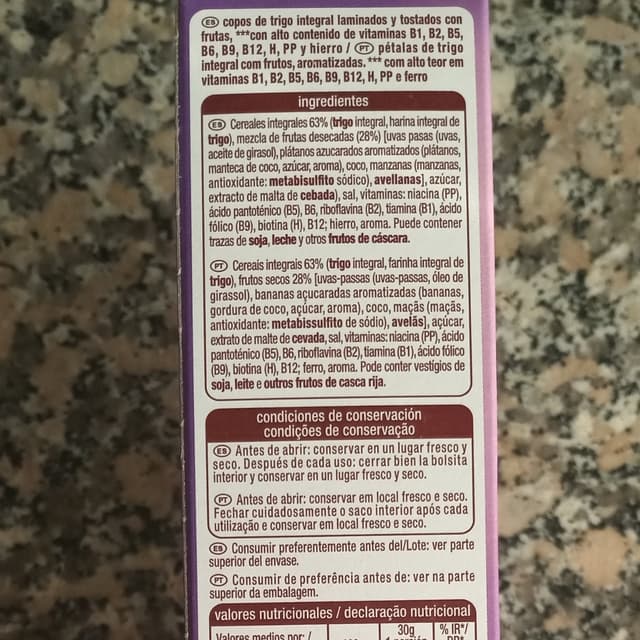 ES copos de trigo integral laminados y tostados con
frutas, ***con alto contenido de vitaminas B1, B2, B5,
B6, B9, B12, H, PP y hierro / PT pétalas de trigo
integral com frutos, aromatizadas. *** com alto teor em
vitaminas B1, B2, B5, B6, B9, B12, H, PP e ferro
ingredientes
ES Cereales integrales 63% (trigo integral, harina integral de
trigo), mezcla de frutas desecadas (28%) [uvas pasas (uvas,
aceite de girasol), plátanos azucarados aromatizados (plátanos,
manteca de coco, azúcar, aroma), coco, manzanas (manzanas,
antioxidante: metabisulfito sódico), avellanas], azúcar,
extracto de malta de cebada), sal, vitaminas: niacina (PP),
ácido pantoténico (B5), B6, riboflavina (B2), tiamina (B1), ácido
fólico (B9), biotina (H), B12; hierro, aroma. Puede contener
trazas de soja, leche y otros frutos de cáscara.
PT Cereais integrais 63% (trigo integral, farinha integral de
trigo), frutos secos 28% [uvas-passas (uvas-passas, óleo de
girassol), bananas açucaradas aromatizadas (bananas,
gordura de coco, açúcar, aroma), coco, maçãs (maçãs,
antioxidante: metabissulfito de sódio), avelãs], açúcar,
extrato de malte de cevada, sal, vitaminas: niacina (PP), ácido
pantoténico (B5), B6, riboflavina (B2), tiamina (B1), ácido fólico
(B9), biotina (H), B12; ferro, aroma. Pode conter vestígios de
soja, leite e outros frutos de casca rija.
condiciones de conservación
condições de conservação
ES Antes de abrir: conservar en un lugar fresco y
seco. Después de cada uso: cerrar bien la bolsita
interior y conservar en un lugar fresco y seco.
PT Antes de abrir: conservar em local fresco e seco.
Fechar cuidadosamente o saco interior após cada
utilização e conservar em local fresco e seco.
ES Consumir preferentemente antes del/Lote: ver parte
superior del envase.
PT Consumir de preferência antes de: ver na parte
superior da embalagem.
valores nutricionales / declaração nutricional
30g % IR*/
Valores medios por: /